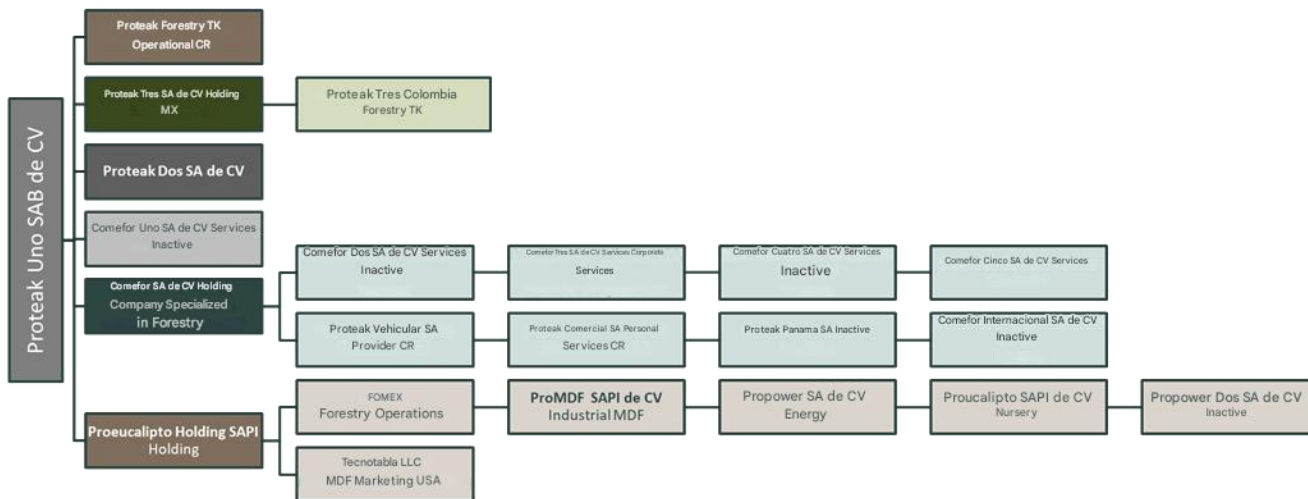 Proteak Uno SAB de CV
Proteak Forestry TK
Operational CR
Proteak Tres SA de CV Holding
MX
Proteak Tres Colombia
Forestry TK
Proteak Dos SA de CV
Comefor Uno SA de CV Services
Inactive
Comefor SA de CV Holding
Company Specialized
in Forestry
Comefor Dos SA de CV Services
Inactive
Comefor Tres SA de CV Services Corporate
Services
Comefor Cuatro SA de CV Services
Inactive
Comefor Cinco SA de CV Services
Proteak Vehicular SA
Provider CR
Proteak Comercial SA Personal
Services CR
Proteak Panama SA Inactive
Comefor Internacional SA de CV
Inactive
Proeucalipto Holding SAPI
Holding
FOMEX
Forestry Operations
ProMDF SAPI de CV
Industrial MDF
Propower SA de CV
Energy
Proucalipto SAPI de CV
Nursery
Propower Dos SA de CV
Inactive
Tecnotabla LLC
MDF Marketing USA